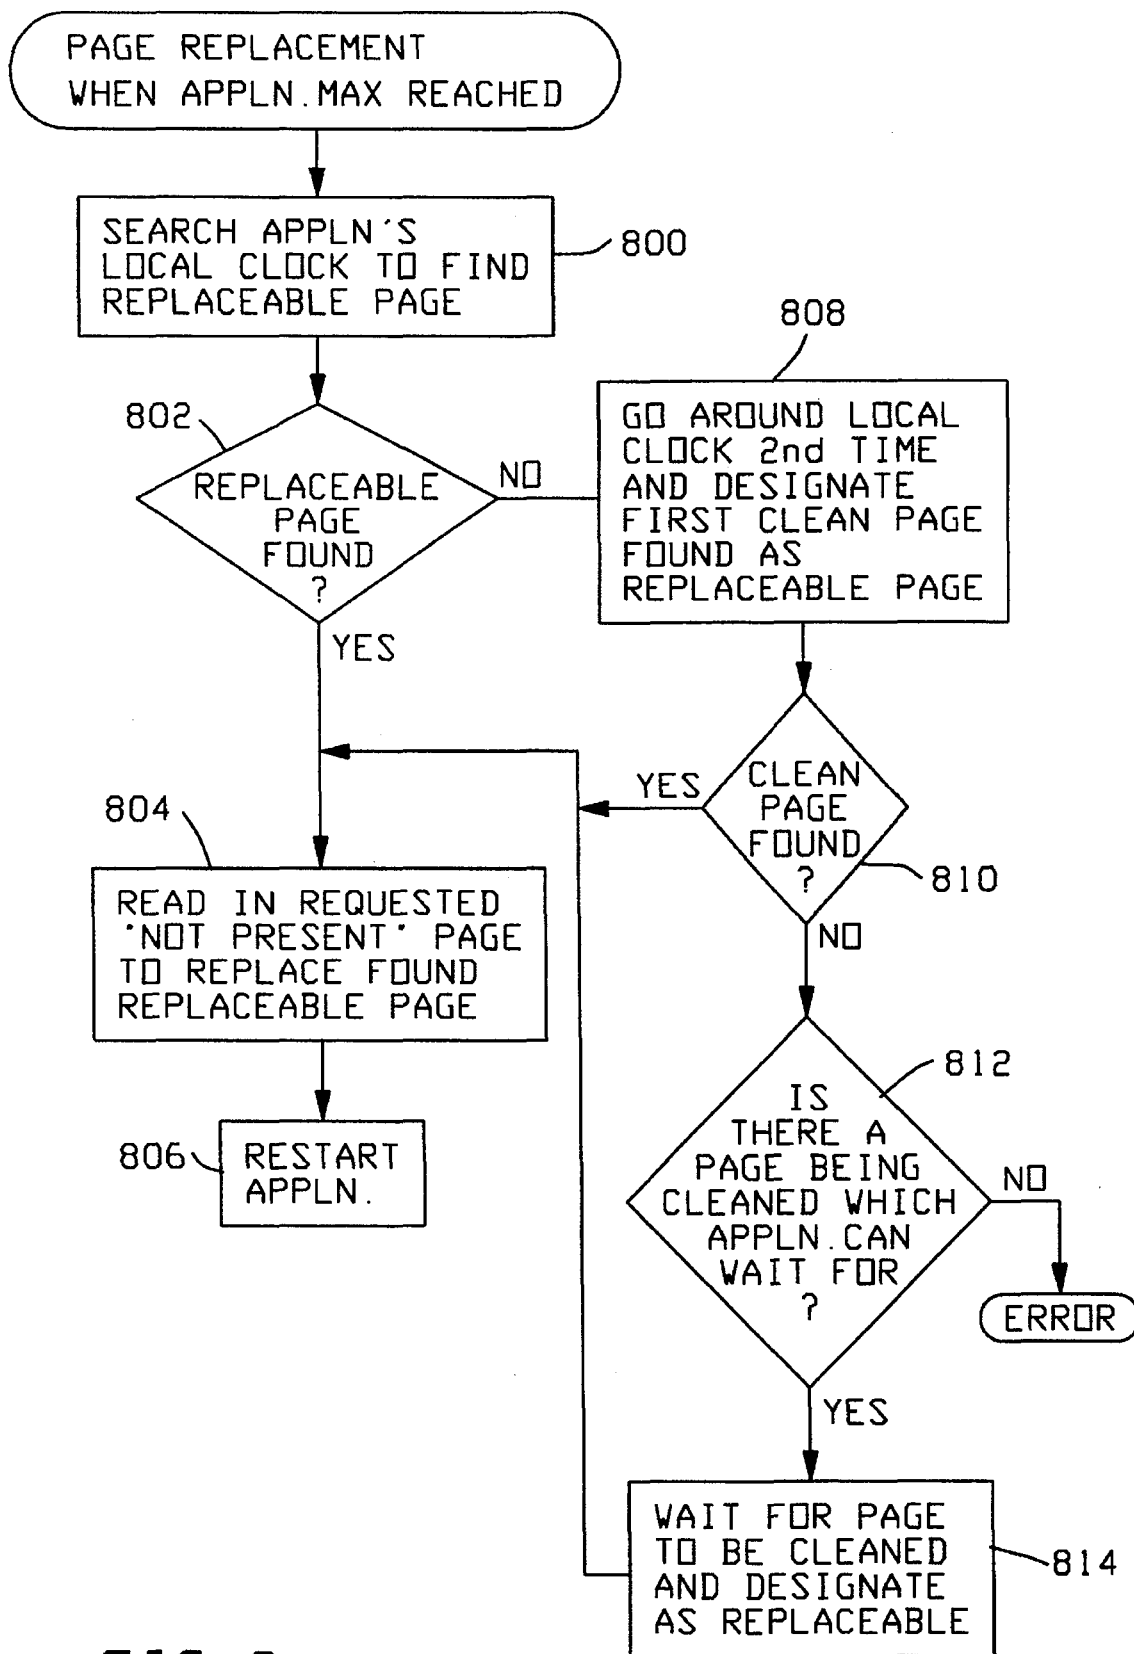 PAGE REPLACEMENT
WHEN APPLN.MAX REACHED
SEARCH APPLN'S
LOCAL CLOCK TO FIND
REPLACEABLE PAGE
800
802
REPLACEABLE
PAGE
FOUND
?
NO
YES
808
GO AROUND LOCAL
CLOCK 2nd TIME
AND DESIGNATE
FIRST CLEAN PAGE
FOUND AS
REPLACEABLE PAGE
YES
CLEAN
PAGE
FOUND
?
810
NO
804
READ IN REQUESTED
'NOT PRESENT' PAGE
TO REPLACE FOUND
REPLACEABLE PAGE
806
RESTART
APPLN.
812
IS
THERE A
PAGE BEING
CLEANED WHICH
APPLN.CAN
WAIT FOR
?
NO
ERROR
YES
WAIT FOR PAGE
TO BE CLEANED
AND DESIGNATE
AS REPLACEABLE
814